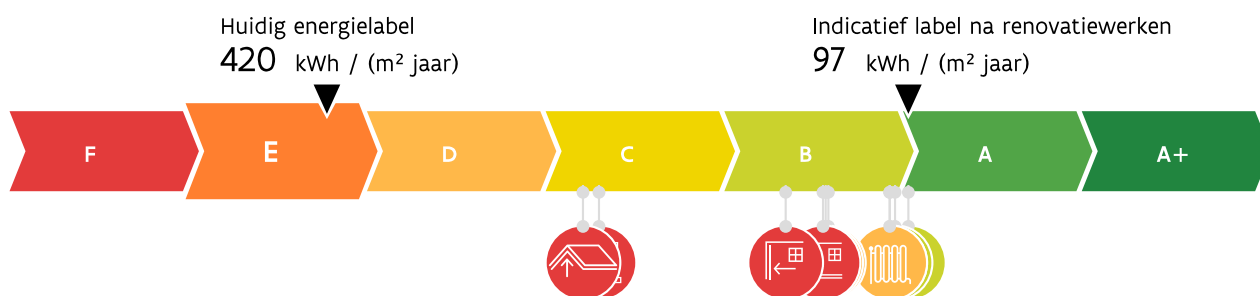 Huidig energielabel
420 kWh / (m² jaar)
Indicatief label na renovatiewerken
97 kWh / (m² jaar)
F
E
D
C
B
A
A+